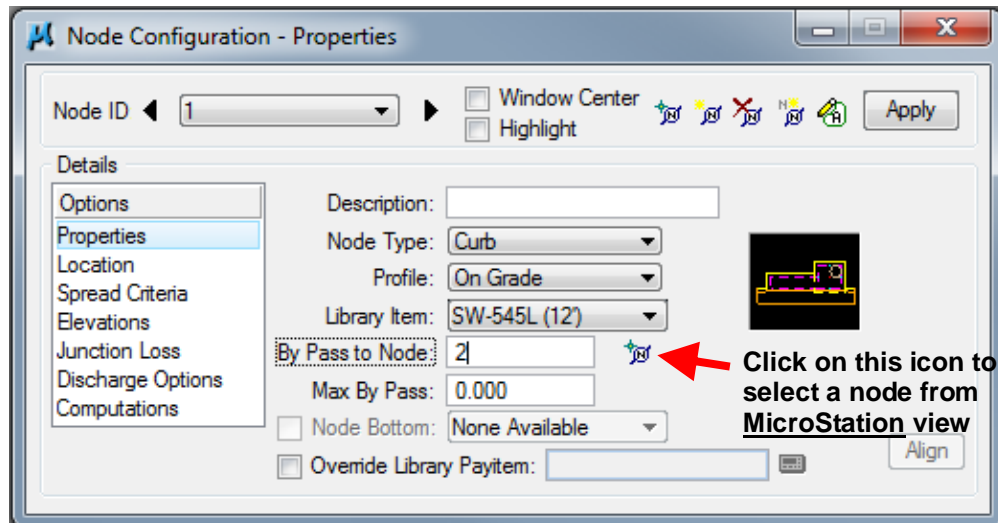 Node Configuration - Properties
Node ID 1 Window Center Apply
Highlight
Details
Options
Properties
Location
Spread Criteria
Elevations
Junction Loss
Discharge Options
Computations
Description:
Node Type: Curb
Profile: On Grade
Library Item: SW-545L (12')
By Pass to Node: 2
Max By Pass: 0.000
Node Bottom: None Available
Override Library Payitem:
Click on this icon to
select a node from
MicroStation view
Align